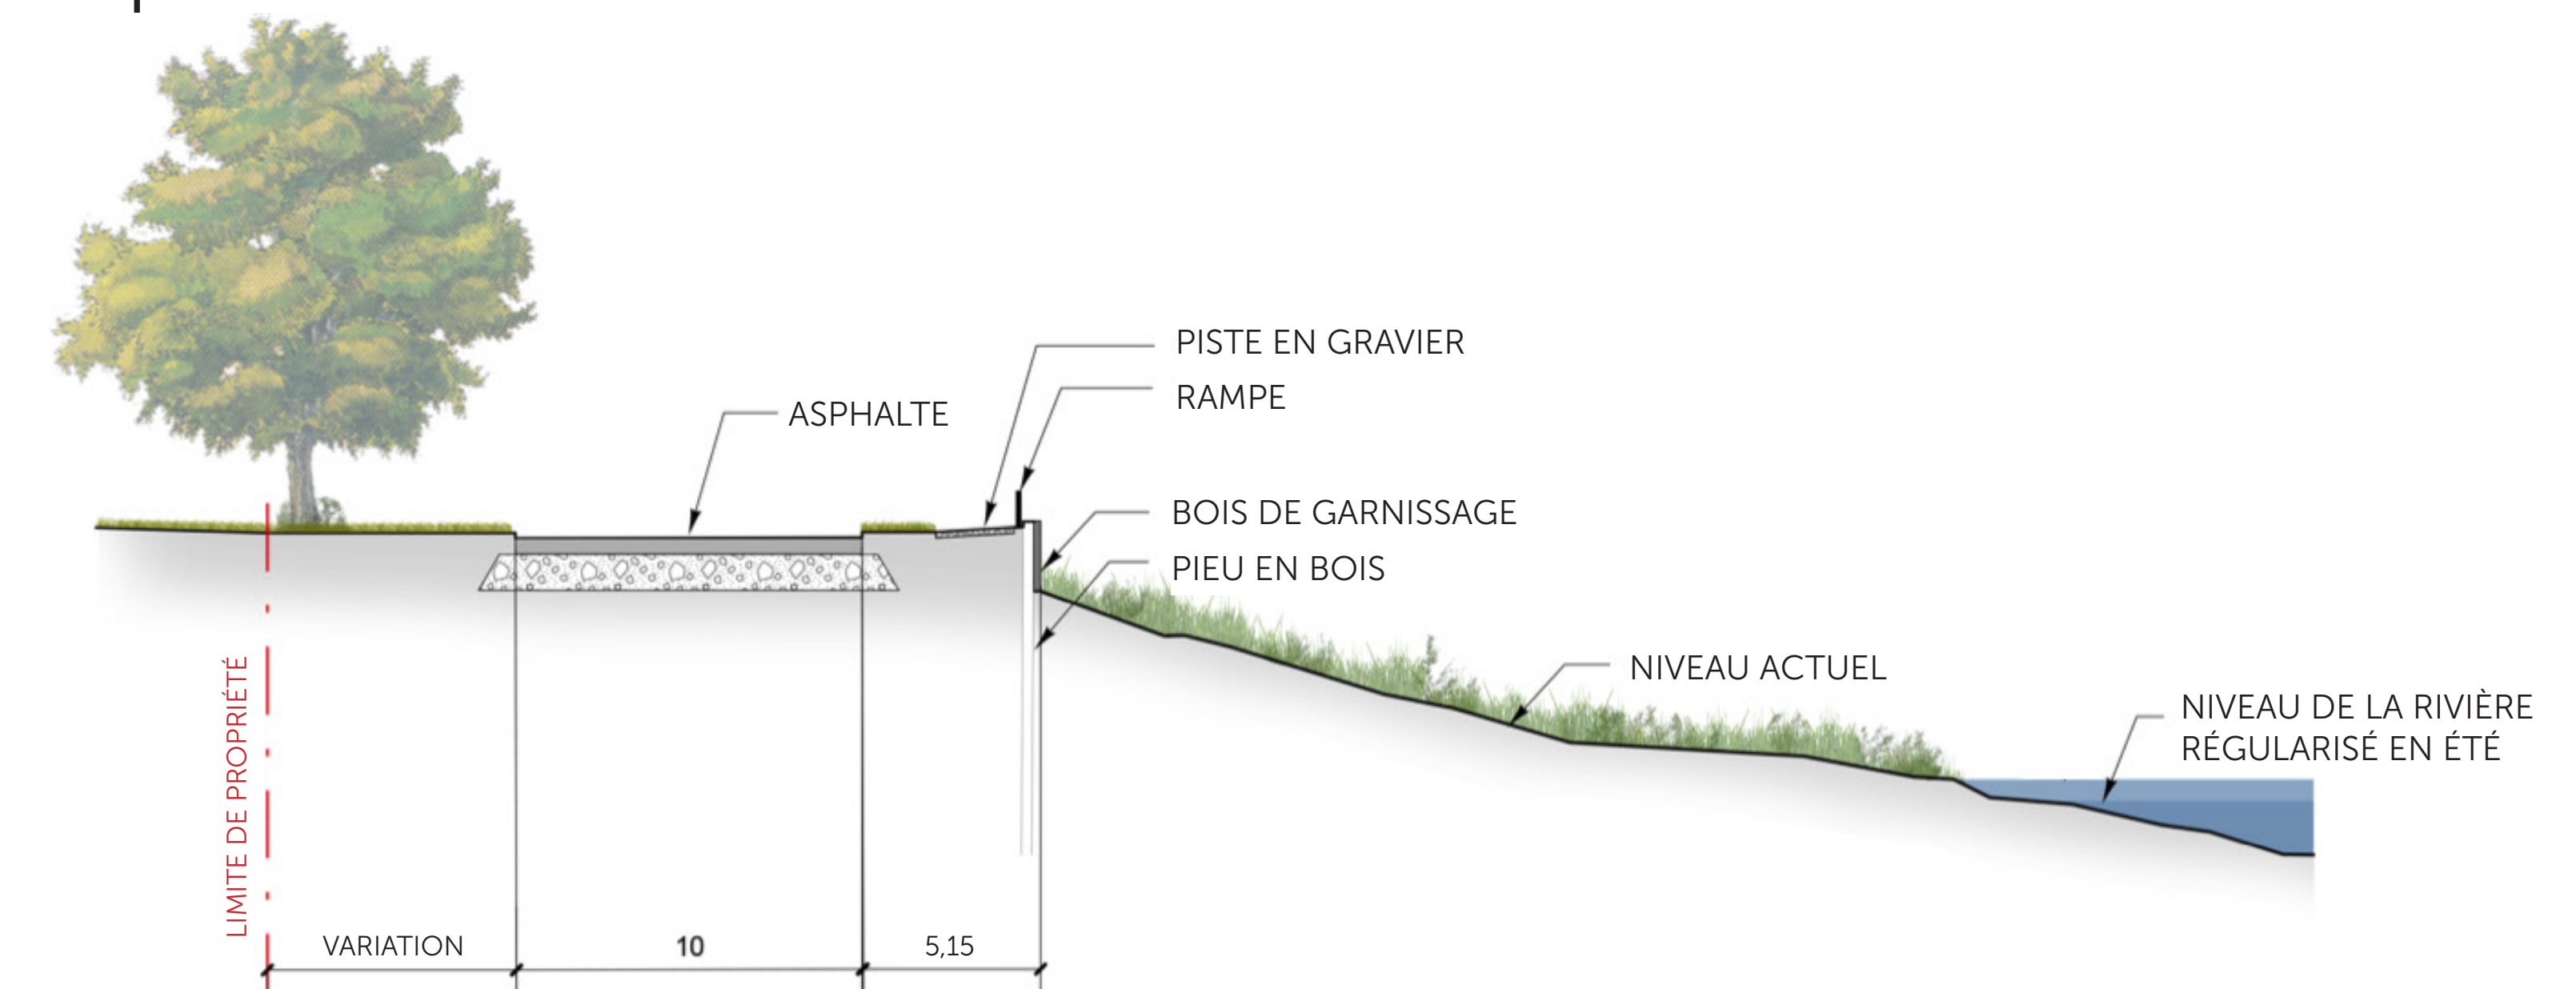 PISTE EN GRAVIER
RAMPE
ASPHALTE
BOIS DE GARNISSAGE
PIEU EN BOIS
NIVEAU ACTUEL
NIVEAU DE LA RIVIÈRE
RÉGULARISÉ EN ÉTÉ
LIMITE DE PROPRIÉTÉ
VARIATION
10
5,15